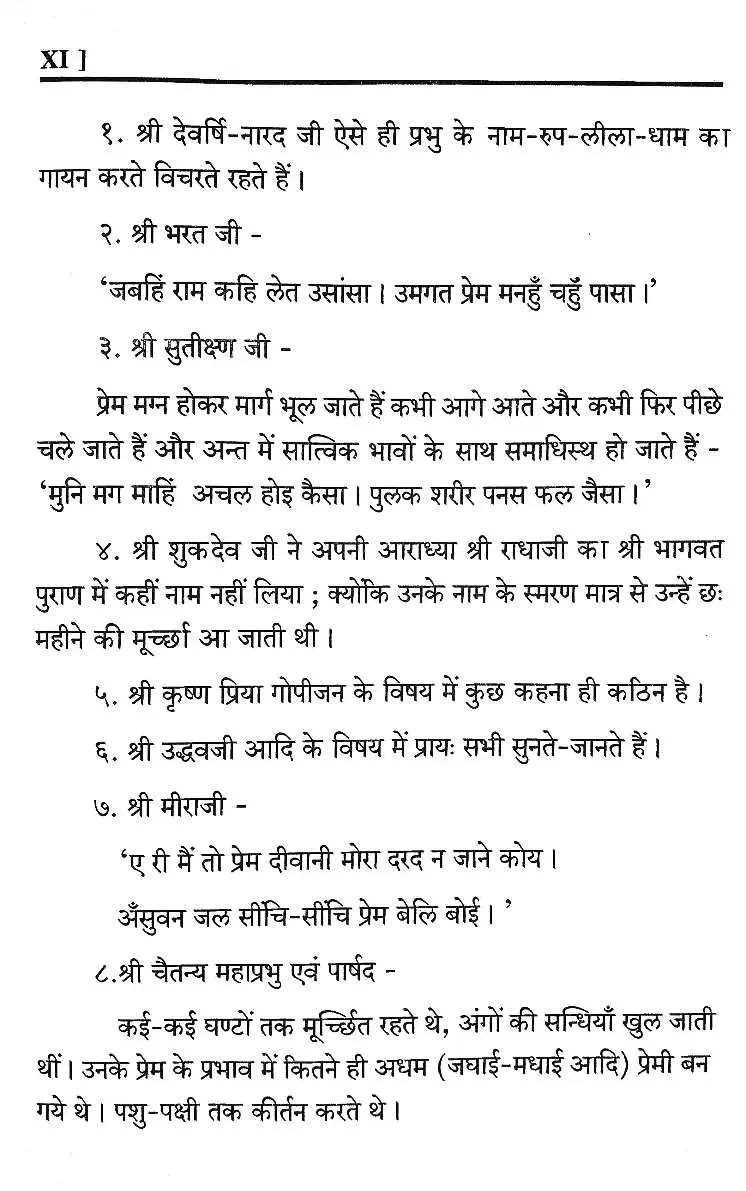 XI ]
१. श्री देवर्षि-नारद जी ऐसे ही प्रभु के नाम-रुप-लीला-धाम का
गायन करते विचरते रहते हैं।
२. श्री भरत जी -
‘जबहिं राम कहि लेत उसांसा। उमगत प्रेम मनहुँ चहुँ पासा।’
३. श्री सुतीक्ष्ण जी -
प्रेम मग्न होकर मार्ग भूल जाते हैं कभी आगे आते और कभी फिर पीछे
चले जाते हैं और अन्त में सात्विक भावों के साथ समाधिस्थ हो जाते हैं -
‘मुनि मग माहिं अचल होइ कैसा। पुलक शरीर पनस फल जैसा।’
४. श्री शुकदेव जी ने अपनी आराध्या श्री राधाजी का श्री भागवत
पुराण में कहीं नाम नहीं लिया ; क्योंकि उनके नाम के स्मरण मात्र से उन्हें छः
महीने की मूर्च्छा आ जाती थी।
५. श्री कृष्ण प्रिया गोपीजन के विषय में कुछ कहना ही कठिन है।
६. श्री उद्धवजी आदि के विषय में प्रायः सभी सुनते-जानते हैं।
७. श्री मीराजी -
‘ए री मैं तो प्रेम दीवानी मोरा दरद न जाने कोय।
अँसुवन जल सींचि-सींचि प्रेम बेलि बोई। ’
८.श्री चैतन्य महाप्रभु एवं पार्षद -
कई-कई घण्टों तक मूर्च्छित रहते थे, अंगों की सन्धियाँ खुल जाती
थीं। उनके प्रेम के प्रभाव में कितने ही अधम (जघाई-मधाई आदि) प्रेमी बन
गये थे। पशु-पक्षी तक कीर्तन करते थे।